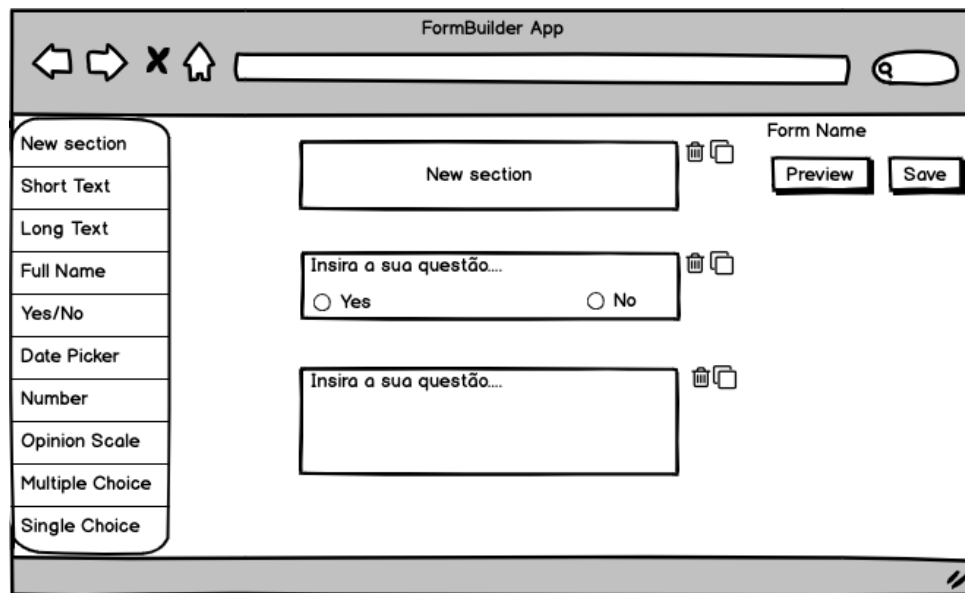 FormBuilder App
New section
Short Text
Long Text
Full Name
Yes/No
Date Picker
Number
Opinion Scale
Multiple Choice
Single Choice
New section
Insira a sua questão....
Yes No
Insira a sua questão....
Form Name
Preview Save